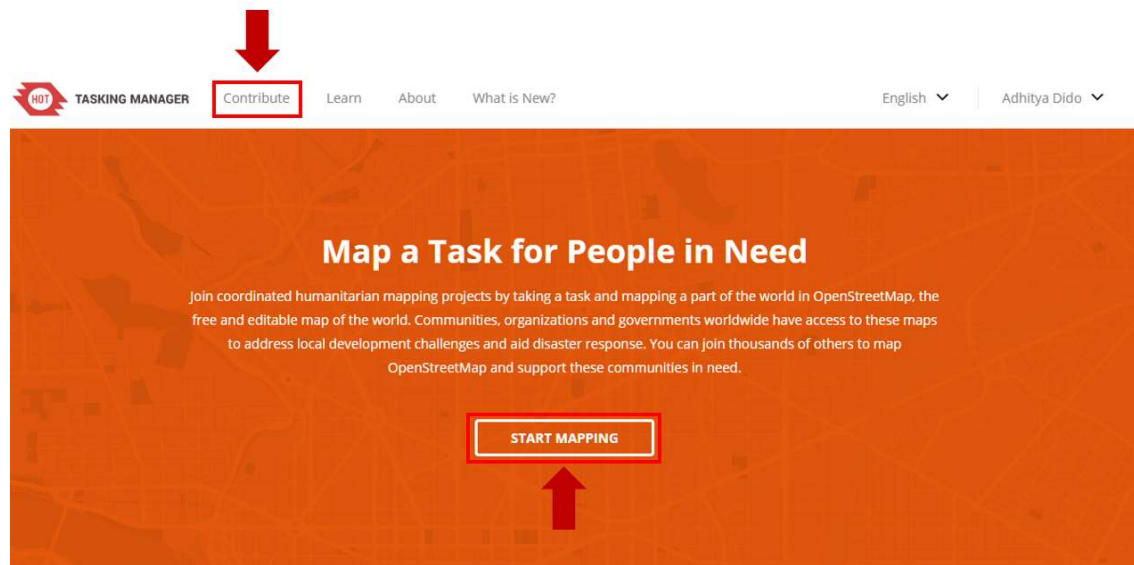 HOT TASKING MANAGER Contribute Learn About What is New? English Adhitya Dido
Map a Task for People in Need
Join coordinated humanitarian mapping projects by taking a task and mapping a part of the world in OpenStreetMap, the
free and editable map of the world. Communities, organizations and governments worldwide have access to these maps
to address local development challenges and aid disaster response. You can join thousands of others to map
OpenStreetMap and support these communities in need.
START MAPPING